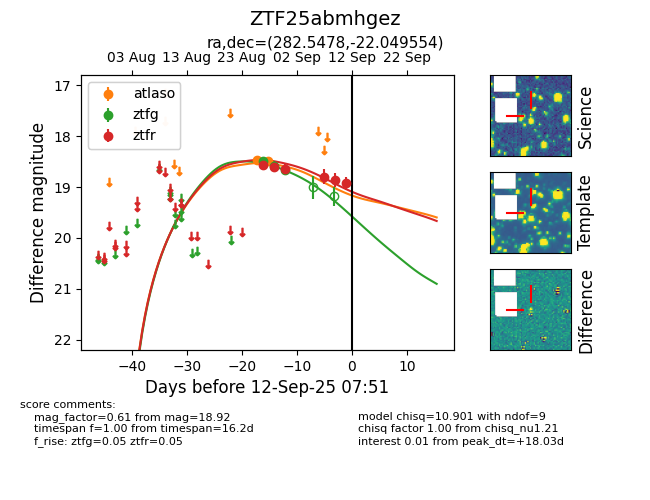 ZTF25abmhgez
ra,dec=(282.5478,-22.049554)
03 Aug 13 Aug 23 Aug 02 Sep 12 Sep 22 Sep
17
18
19
20
21
22
Difference magnitude
atlaso
ztfg
ztfr
−40 −30 −20 −10 0 10
Days before 12-Sep-25 07:51
Science
Template
Difference
score comments:
mag_factor=0.61 from mag=18.92
timespan f=1.00 from timespan=16.2d
f_rise: ztfg=0.05 ztfr=0.05
model chisq=10.901 with ndof=9
chisq factor 1.00 from chisq_nu1.21
interest 0.01 from peak_dt=+18.03d